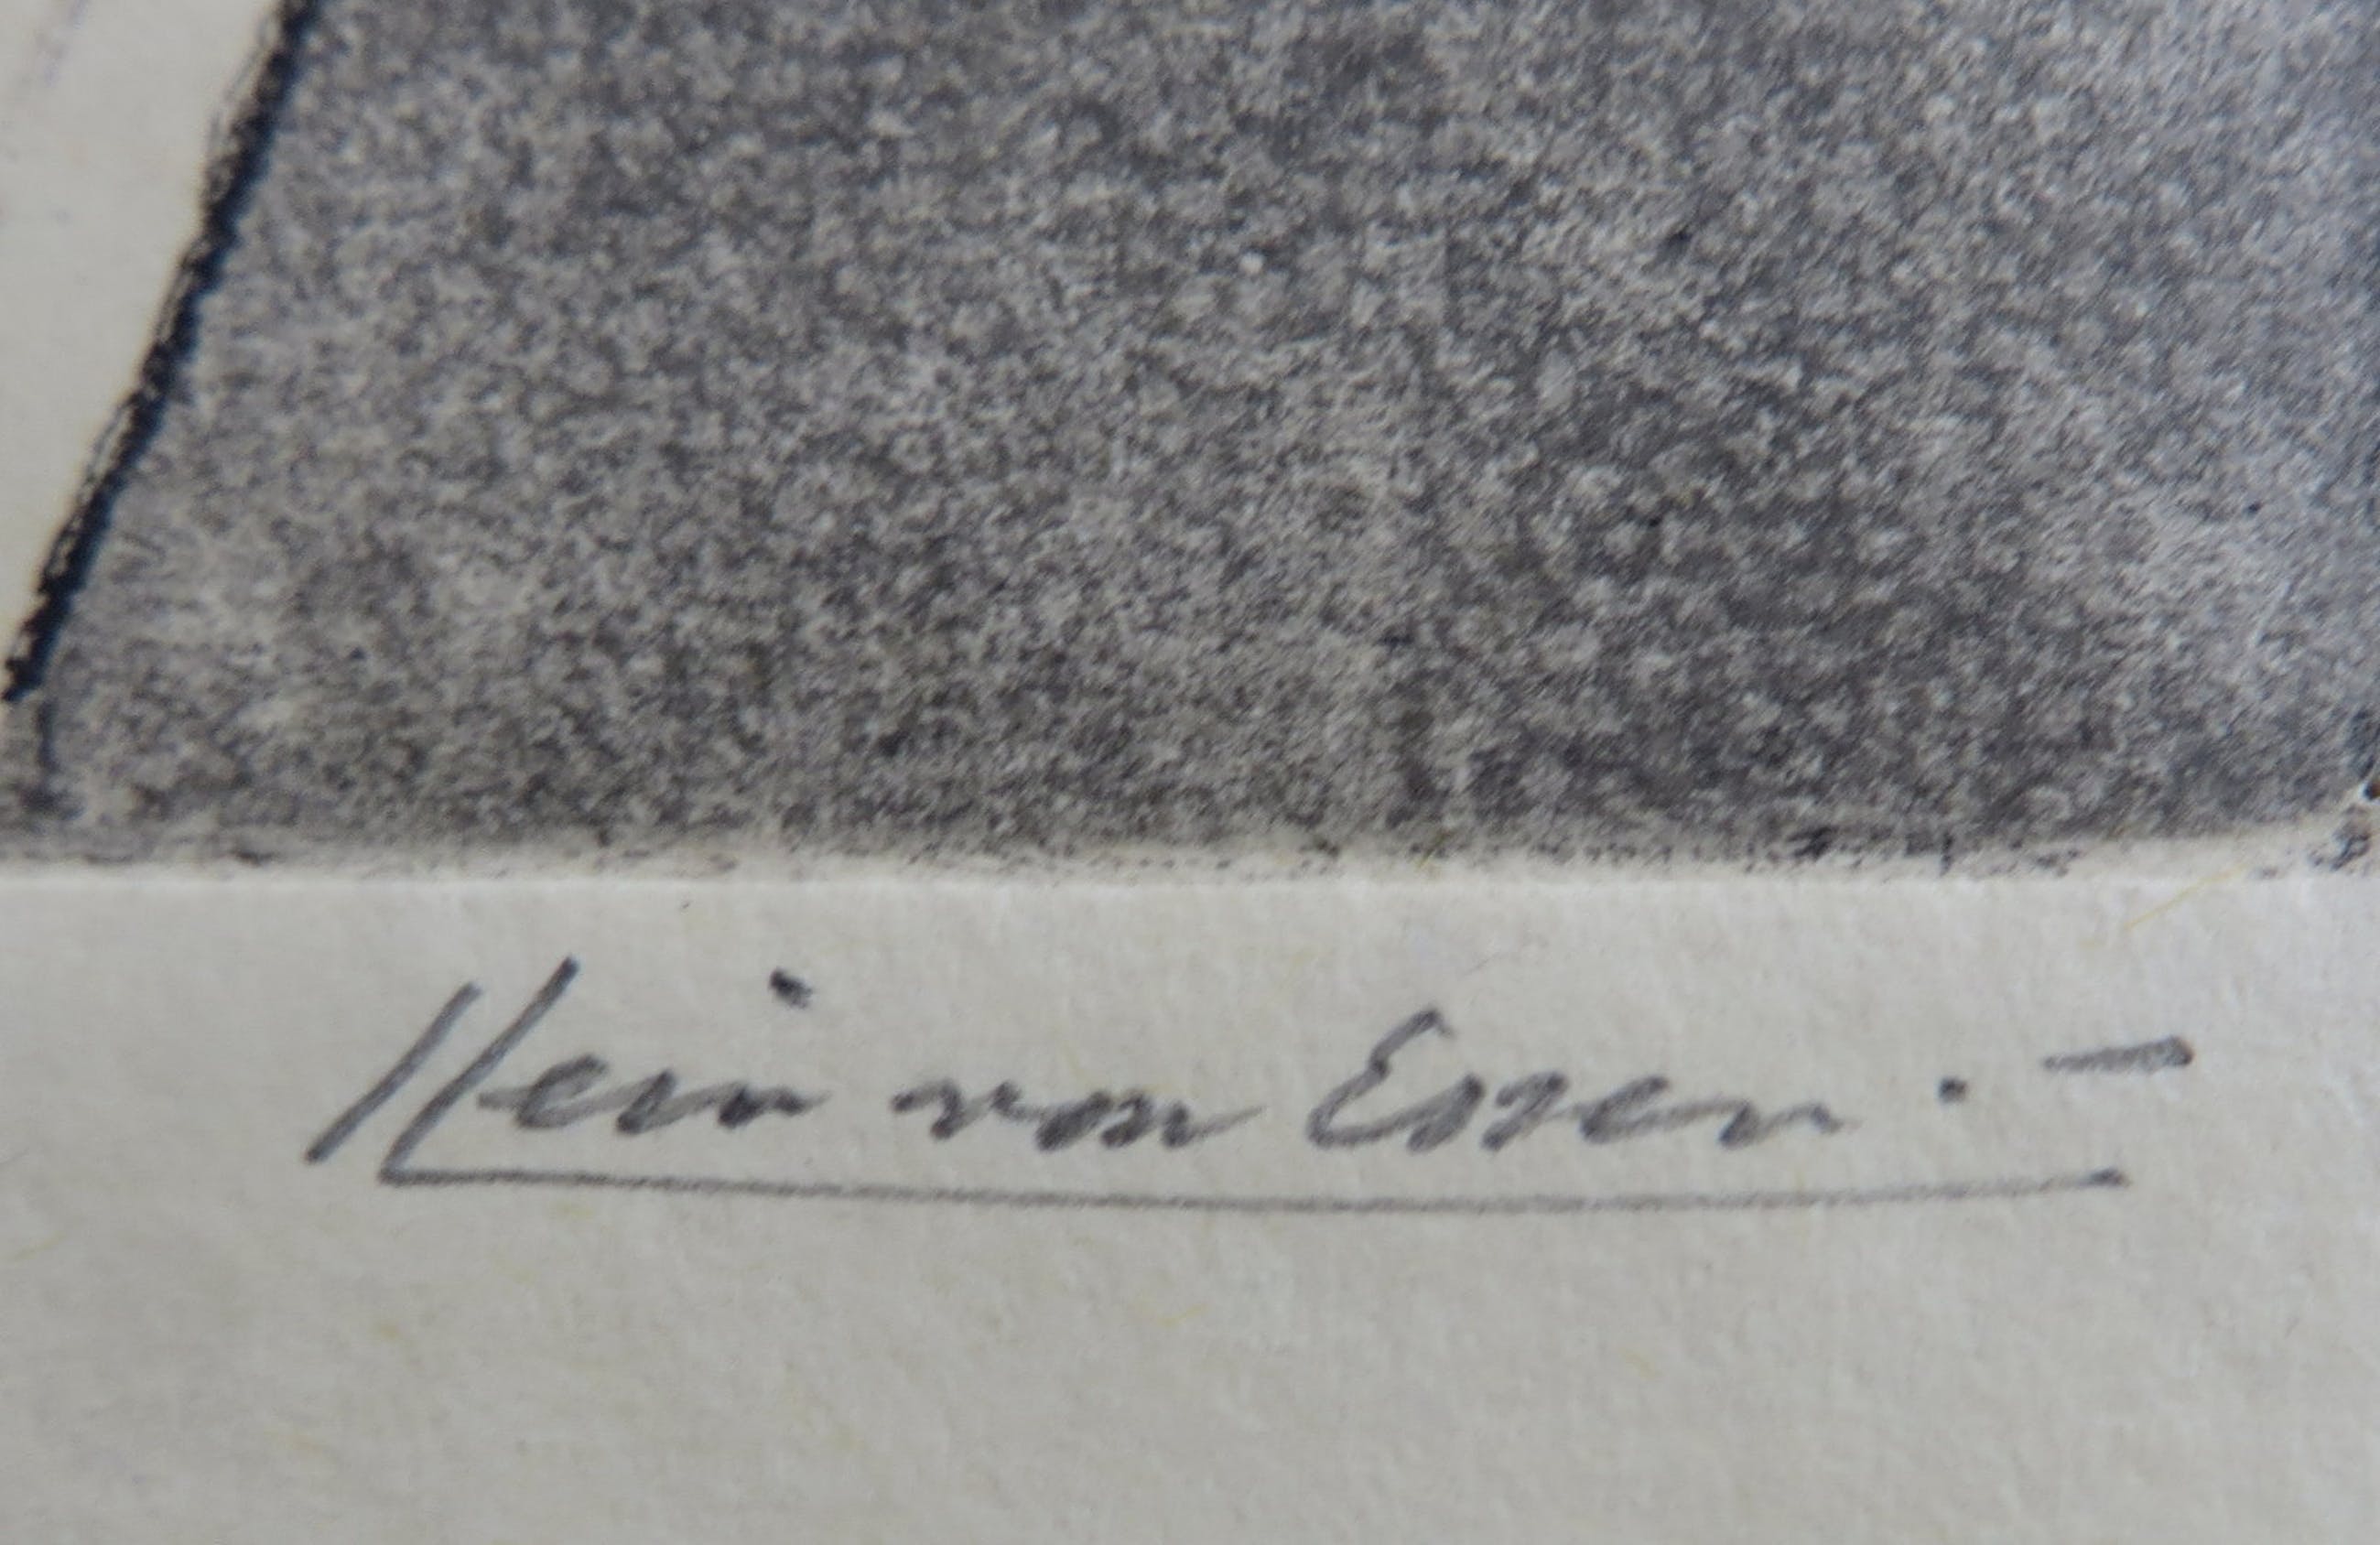 Hein von Essen . -